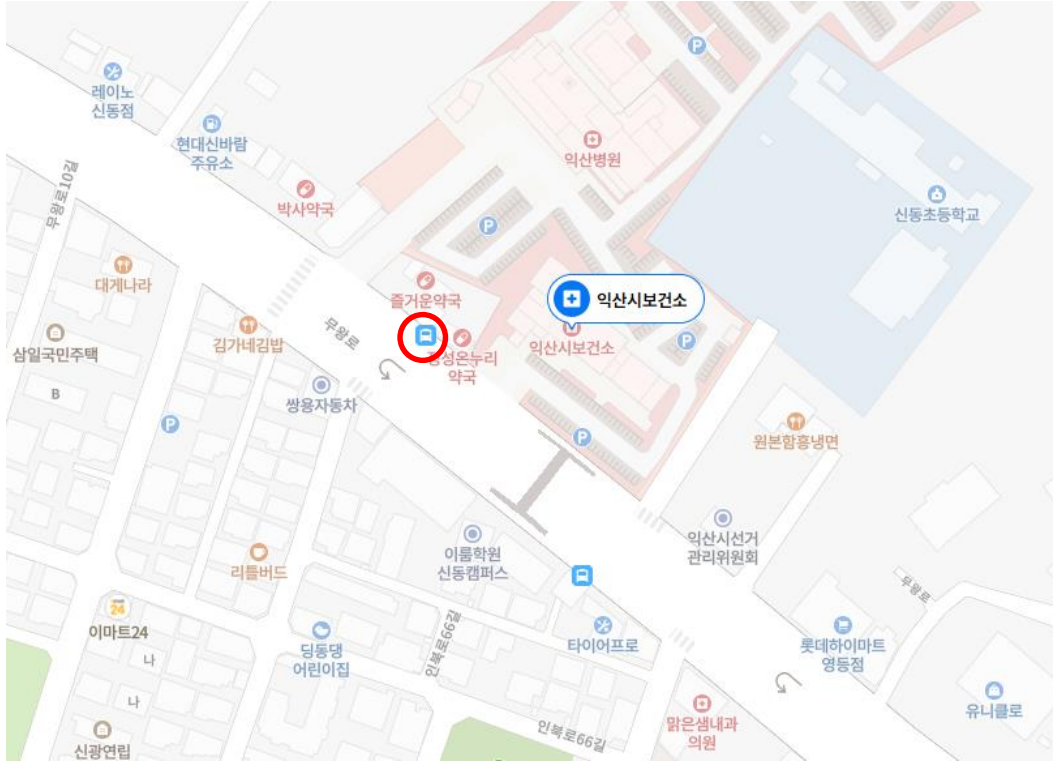 레이노
신동점
현대신바람
주유소
P
익산병원
무왕로10길
박사약국
신동초등학교
P
대게나라
즐거운약국
익산시보건소
무왕로
삼일국민주택
김가네김밥
온누리
약국
익산시보건소
P
B
쌍용자동차
P
P
원본함흥냉면
이룸학원
신동캠퍼스
익산시선거
관리위원회
리틀버드
무왕로
24
이마트24
나
딩동댕
어린이집
인북로66길
타이어프로
롯데하이마트
영등점
나
유니클로
신광연립
인북로66길
맑은샘내과
의원